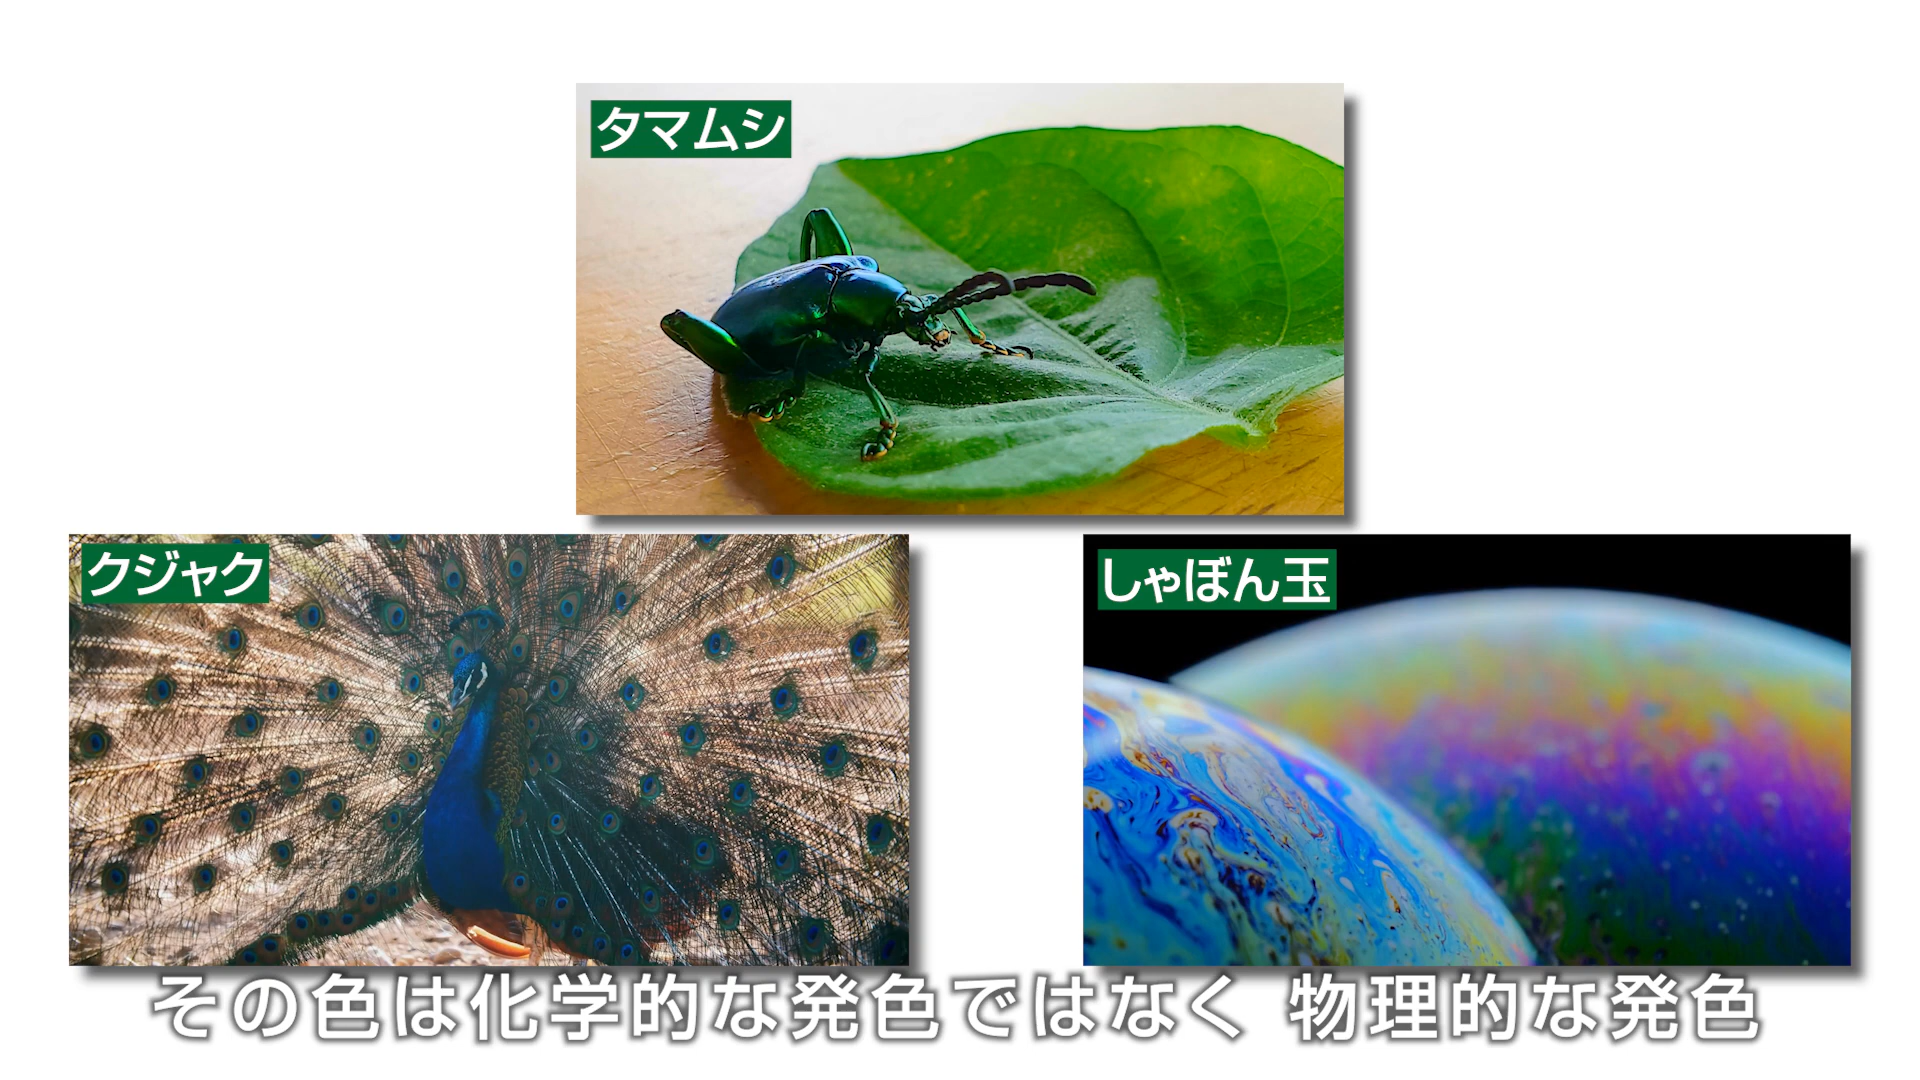 タマムシ
クジャク
しゃぼん玉
その色は化学的な発色ではなく 物理的な発色